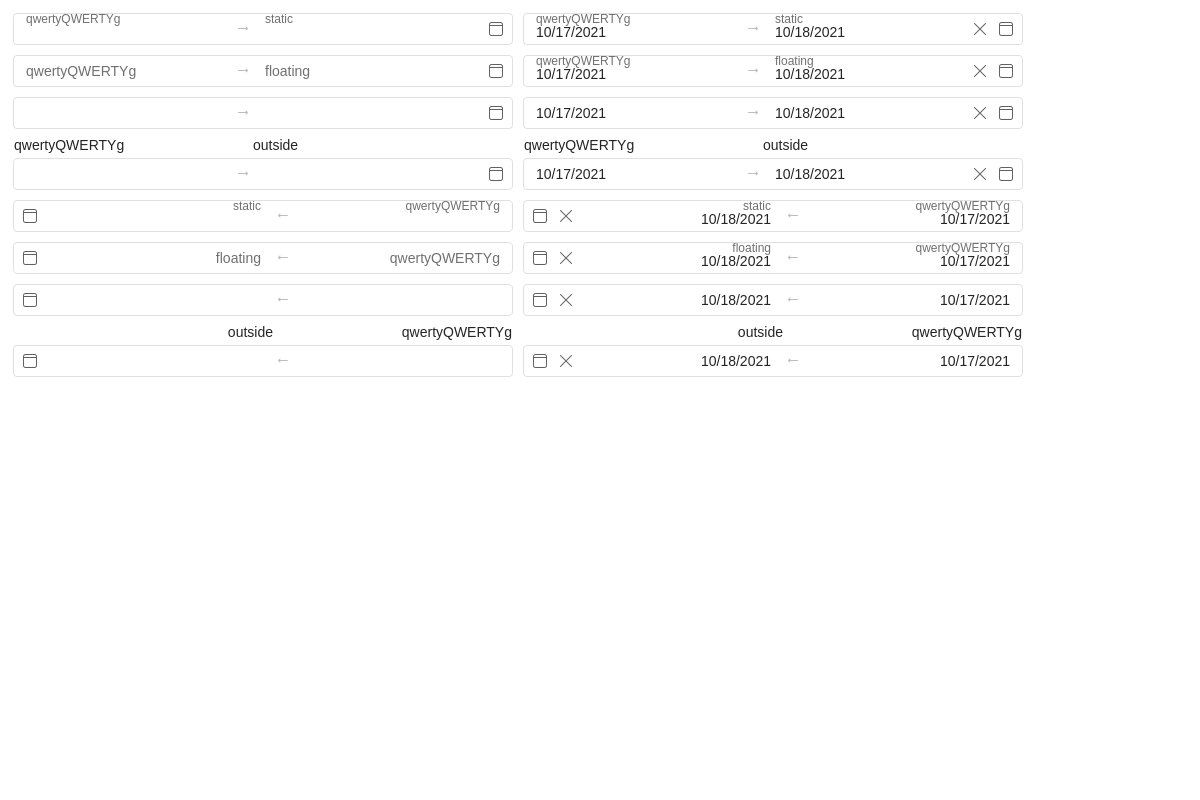 qwertyQWERTYg → static qwertyQWERTYg static
10/17/2021 → 10/18/2021
qwertyQWERTYg → floating qwertyQWERTYg floating
10/17/2021 → 10/18/2021
→ 10/17/2021 → 10/18/2021
qwertyQWERTYg outside qwertyQWERTYg outside
→ 10/17/2021 → 10/18/2021
static ← qwertyQWERTYg static qwertyQWERTYg
10/18/2021 ← 10/17/2021
floating ← qwertyQWERTYg floating qwertyQWERTYg
10/18/2021 ← 10/17/2021
← 10/18/2021 ← 10/17/2021
outside qwertyQWERTYg outside qwertyQWERTYg
← 10/18/2021 ← 10/17/2021